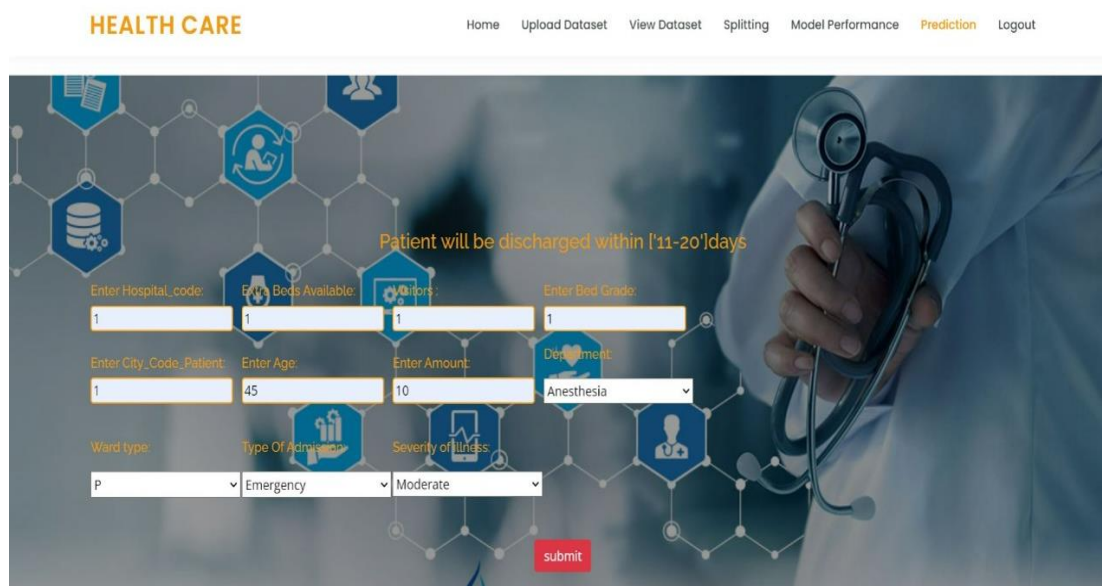 HEALTH CARE
Home Upload Dataset View Dataset Splitting Model Performance Prediction Logout
Patient will be discharged within ['11-20']days
Enter Hospital_code: Extra Beds Available: Visitors : Enter Bed Grade:
1 1 1 1
Enter City_Code_Patient: Enter Age: Enter Amount: Department:
1 45 10 Anesthesia
Ward type: Type Of Admission: Severity of Illness:
P Emergency Moderate
submit